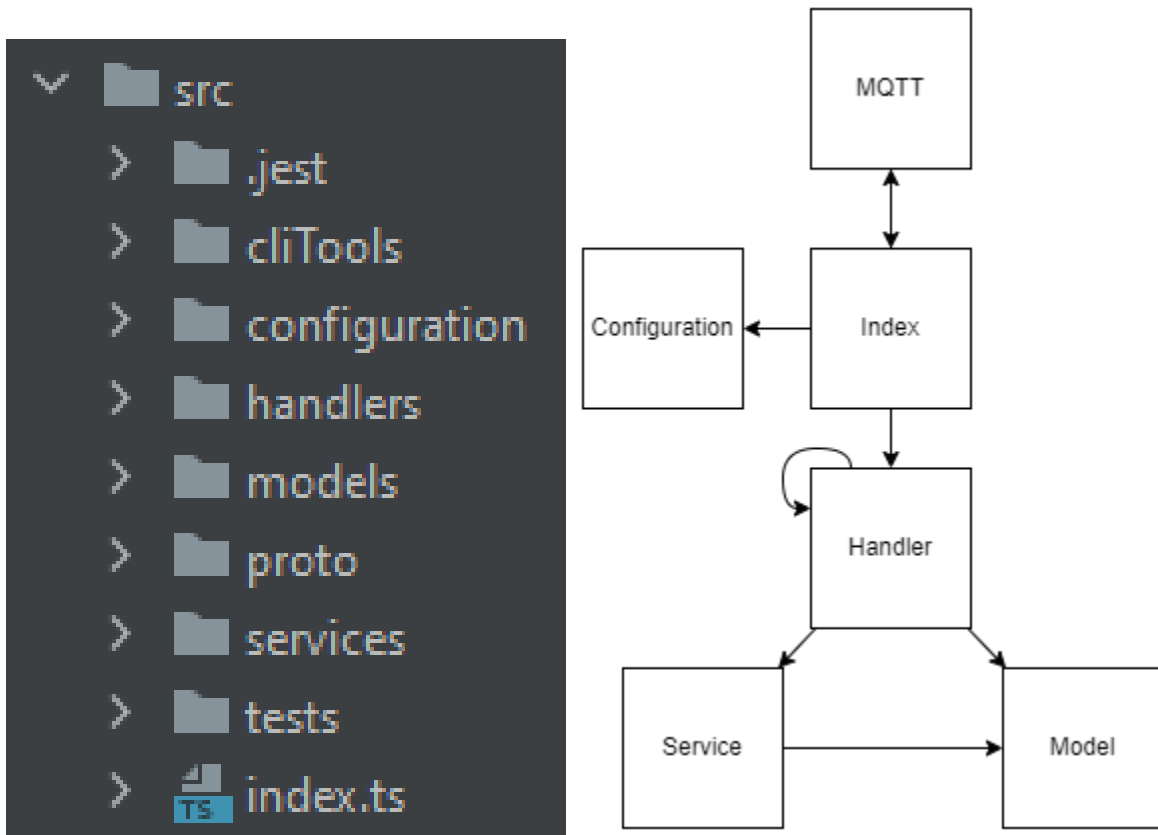 src
.jest
cliTools
configuration
handlers
models
proto
services
tests
TS index.ts
MQTT
Configuration
Index
Handler
Service
Model